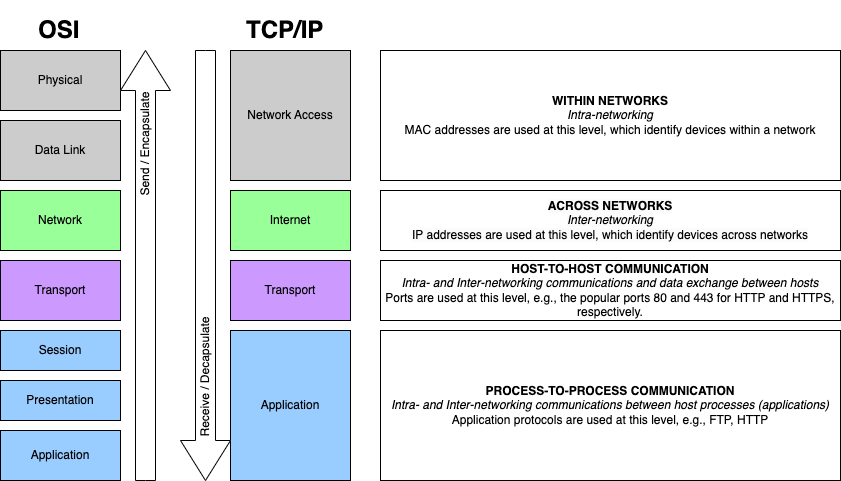 OSI
TCP/IP
Physical
Data Link
Network
Transport
Session
Presentation
Application
Send / Encapsulate
Receive / Decapsulate
Network Access
Internet
Transport
Application
WITHIN NETWORKS
Intra-networking
MAC addresses are used at this level, which identify devices within a network
ACROSS NETWORKS
Inter-networking
IP addresses are used at this level, which identify devices across networks
HOST-TO-HOST COMMUNICATION
Intra- and Inter-networking communications and data exchange between hosts
Ports are used at this level, e.g., the popular ports 80 and 443 for HTTP and HTTPS,
respectively.
PROCESS-TO-PROCESS COMMUNICATION
Intra- and Inter-networking communications between host processes (applications)
Application protocols are used at this level, e.g., FTP, HTTP